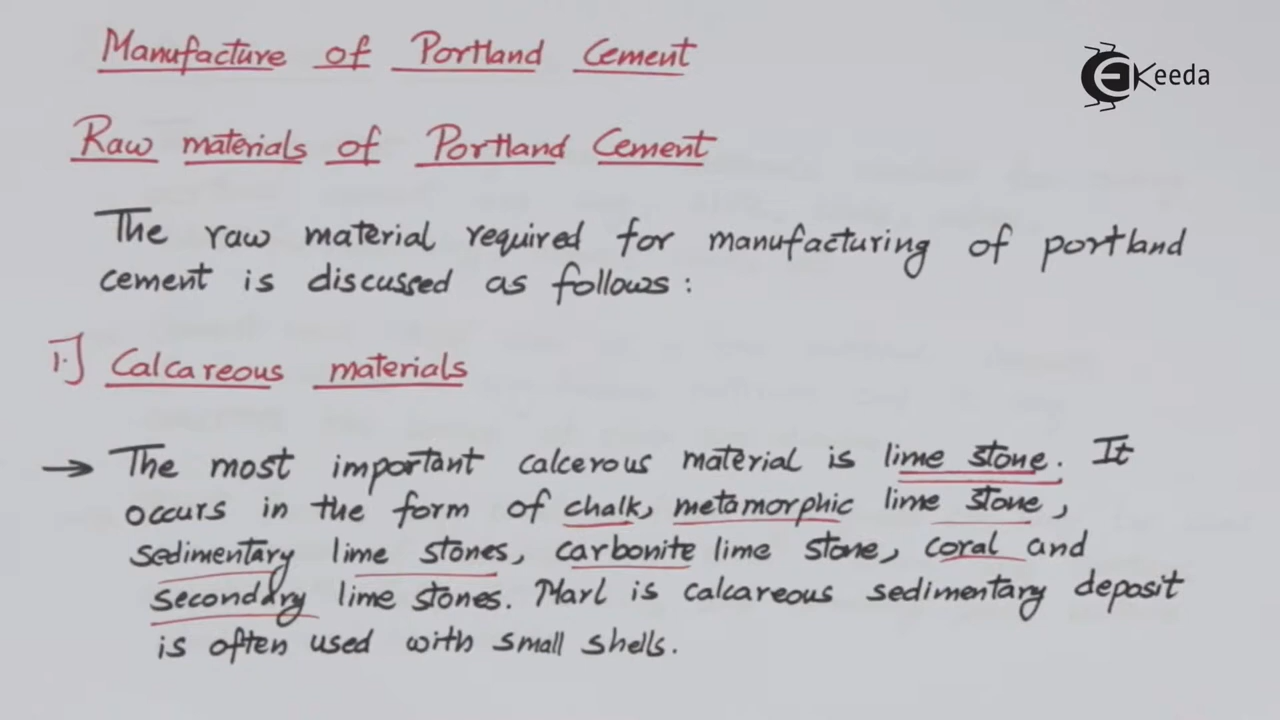 Manufacture of Portland Cement
Keeda
Raw materials of Portland Cement
The raw material required for manufacturing of portland
cement is discussed as follows:
1.] Calcareous materials
→ The most important calcerous material is lime stone. It
occurs in the form of chalk, metamorphic lime stone,
sedimentary lime stones, carbonite lime stone, coral and
secondary lime stones. Marl is calcareous sedimentary deposit
is often used with small shells.